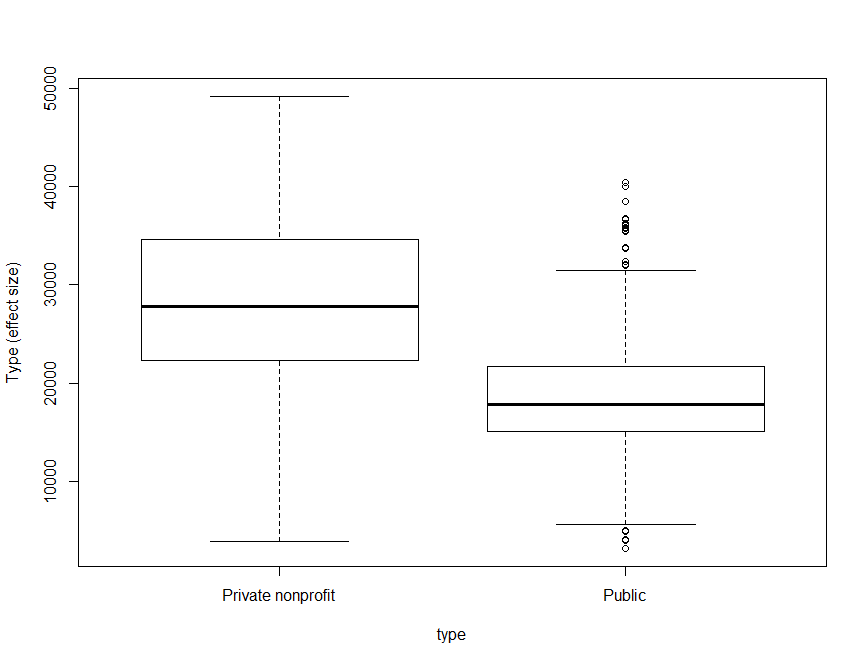 50000
40000
30000
20000
10000
Type (effect size)
Private nonprofit
Public
type